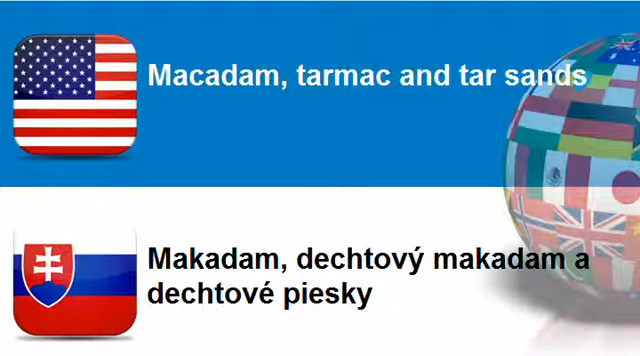 Macadam, tarmac and tar sands
Makadam, dechtový makadam a
dechtové piesky